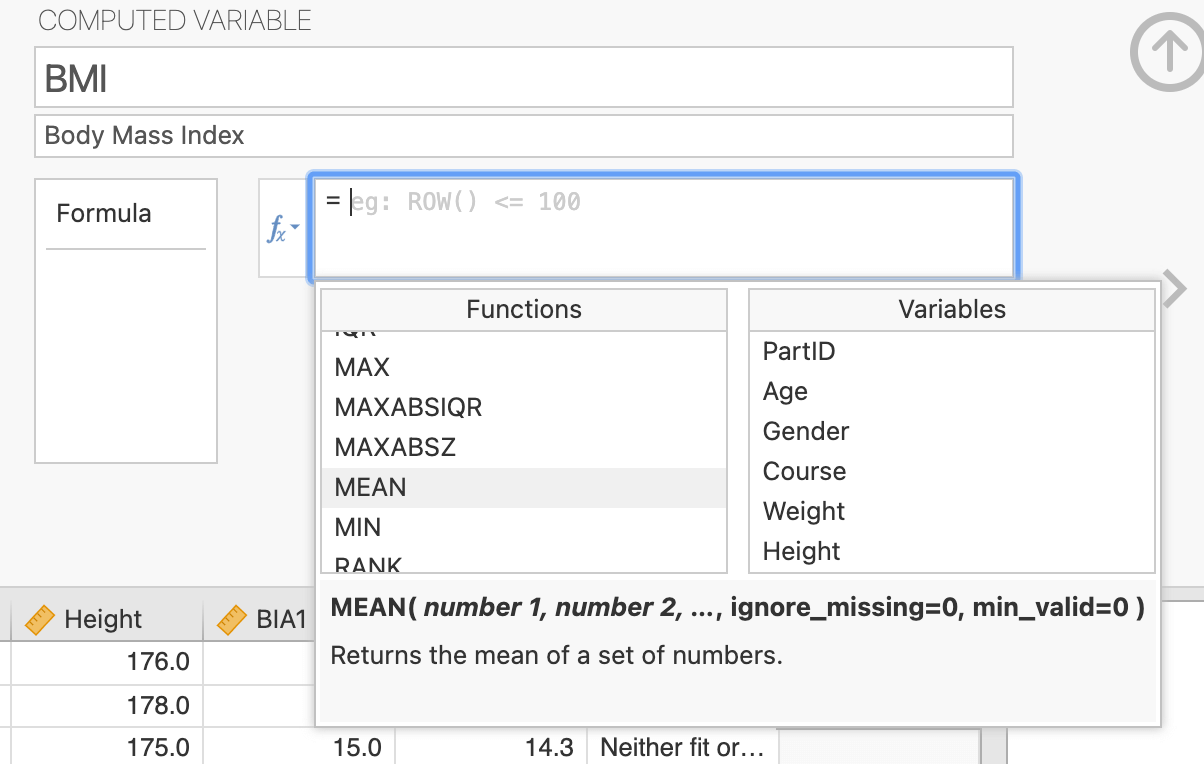 COMPUTED VARIABLE
BMI
Body Mass Index
Formula
fx
= eg: ROW() <= 100
Functions
IQR
MAX
MAXABSIQR
MAXABSZ
MEAN
MIN
RANK
Variables
PartID
Age
Gender
Course
Weight
Height
MEAN( number 1, number 2, ..., ignore_missing=0, min_valid=0 )
Returns the mean of a set of numbers.
Height BIA1
176.0
178.0
175.0 15.0 14.3 Neither fit or...